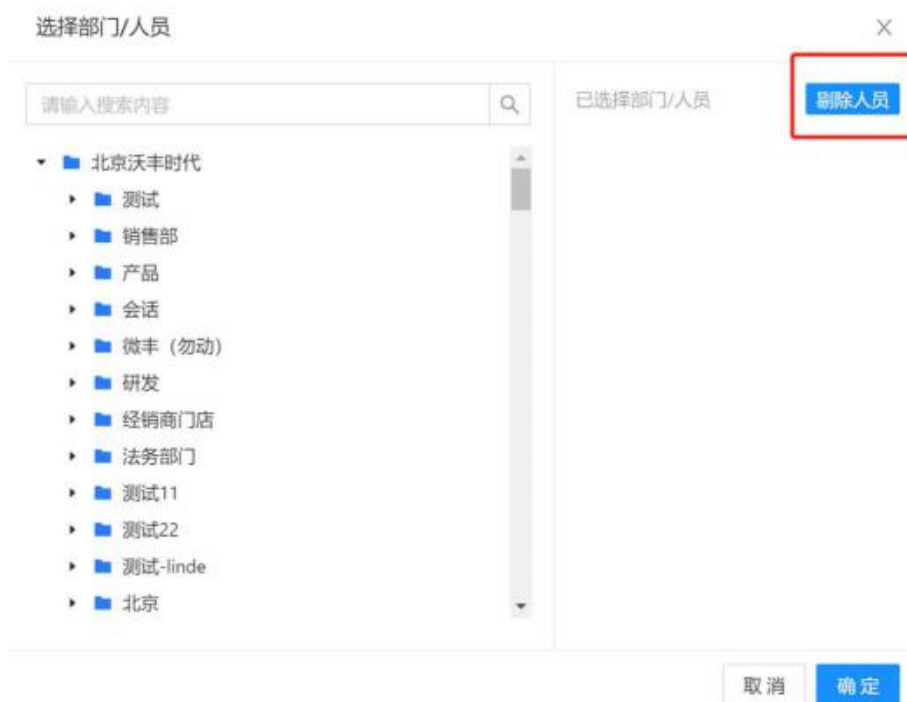 选择部门/人员
请输入搜索内容
已选择部门/人员
剔除人员
北京沃丰时代
测试
销售部
产品
会话
微丰（勿动）
研发
经销商门店
法务部门
测试11
测试22
测试-linde
北京
取消
确定